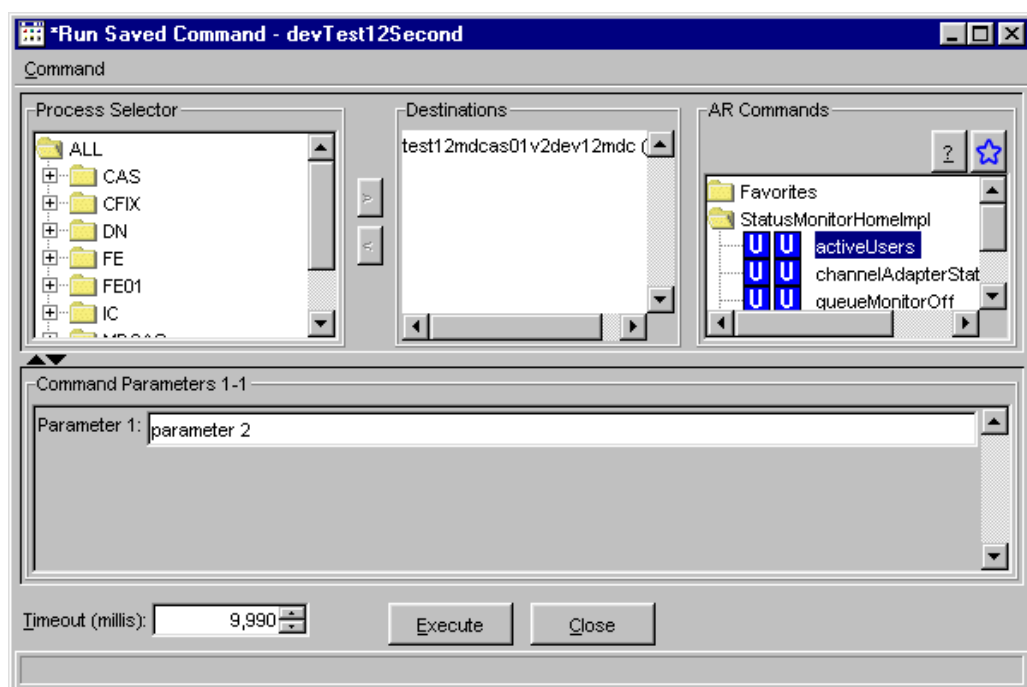 *Run Saved Command - devTest12Second
Command
Process Selector
ALL
CAS
CFIX
DN
FE
FE01
IC
Destinations
test12mdcas01v2dev12mdc (
>
<
AR Commands
?
Favorites
StatusMonitorHomeImpl
U U activeUsers
U U channelAdapterStat
U U queueMonitorOff
Command Parameters 1-1
Parameter 1: parameter 2
Timeout (millis): 9,990
Execute
Close